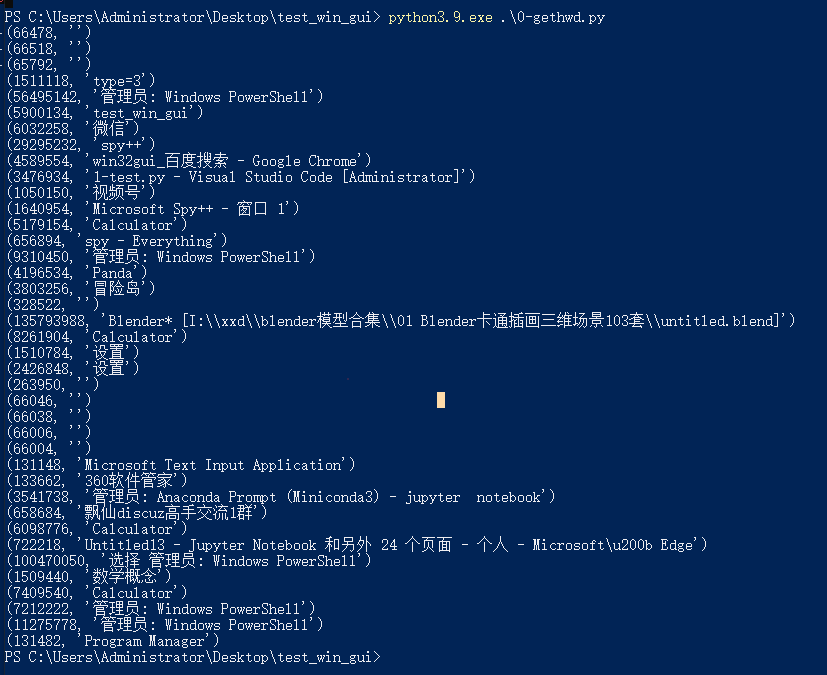 PS C:\Users\Administrator\Desktop\test_win_gui> python3.9.exe .\0-gethwd.py
(66478, '')
(66518, '')
(65792, '')
(1511118, 'type=3')
(56495142, '管理员: Windows PowerShell')
(5900134, 'test_win_gui')
(6032258, '微信')
(29295232, 'spy++')
(4589554, 'win32gui_百度搜索 - Google Chrome')
(3476934, '1-test.py - Visual Studio Code [Administrator]')
(1050150, '视频号')
(1640954, 'Microsoft Spy++ - 窗口 1')
(5179154, 'Calculator')
(656894, 'spy - Everything')
(9310450, '管理员: Windows PowerShell')
(4196534, 'Panda')
(3803256, '冒险岛')
(328522, '')
(135793988, 'Blender* [I:\\xxd\\blender模型合集\\01 Blender卡通插画三维场景103套\\untitled.blend]')
(8261904, 'Calculator')
(1510784, '设置')
(2426848, '设置')
(263950, '')
(66046, '')
(66038, '')
(66006, '')
(66004, '')
(131148, 'Microsoft Text Input Application')
(133662, '360软件管家')
(3541738, '管理员: Anaconda Prompt (Miniconda3) - jupyter  notebook')
(658684, '飘仙discuz高手交流1群')
(6098776, 'Calculator')
(722218, 'Untitled13 - Jupyter Notebook 和另外 24 个页面 - 个人 - Microsoft\u200b Edge')
(100470050, '选择 管理员: Windows PowerShell')
(1509440, '数学概念')
(7409540, 'Calculator')
(7212222, '管理员: Windows PowerShell')
(11275778, '管理员: Windows PowerShell')
(131482, 'Program Manager')
PS C:\Users\Administrator\Desktop\test_win_gui>